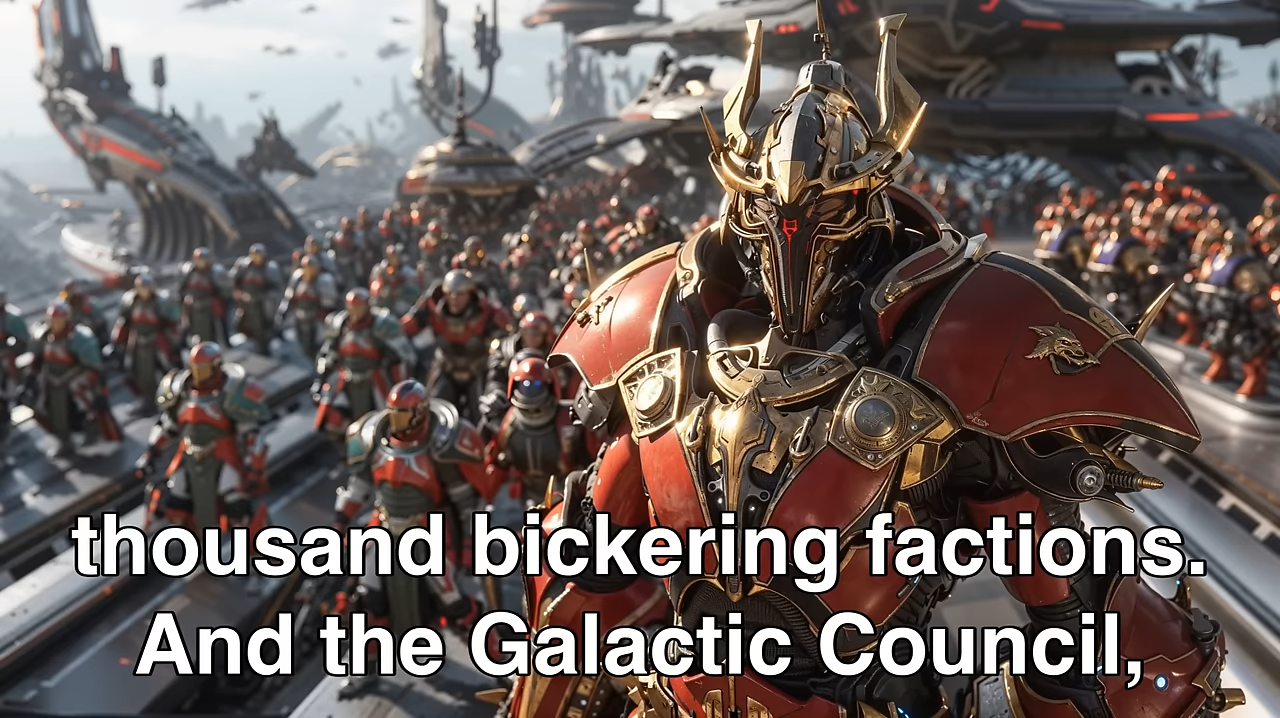 thousand bickering factions.
And the Galactic Council,